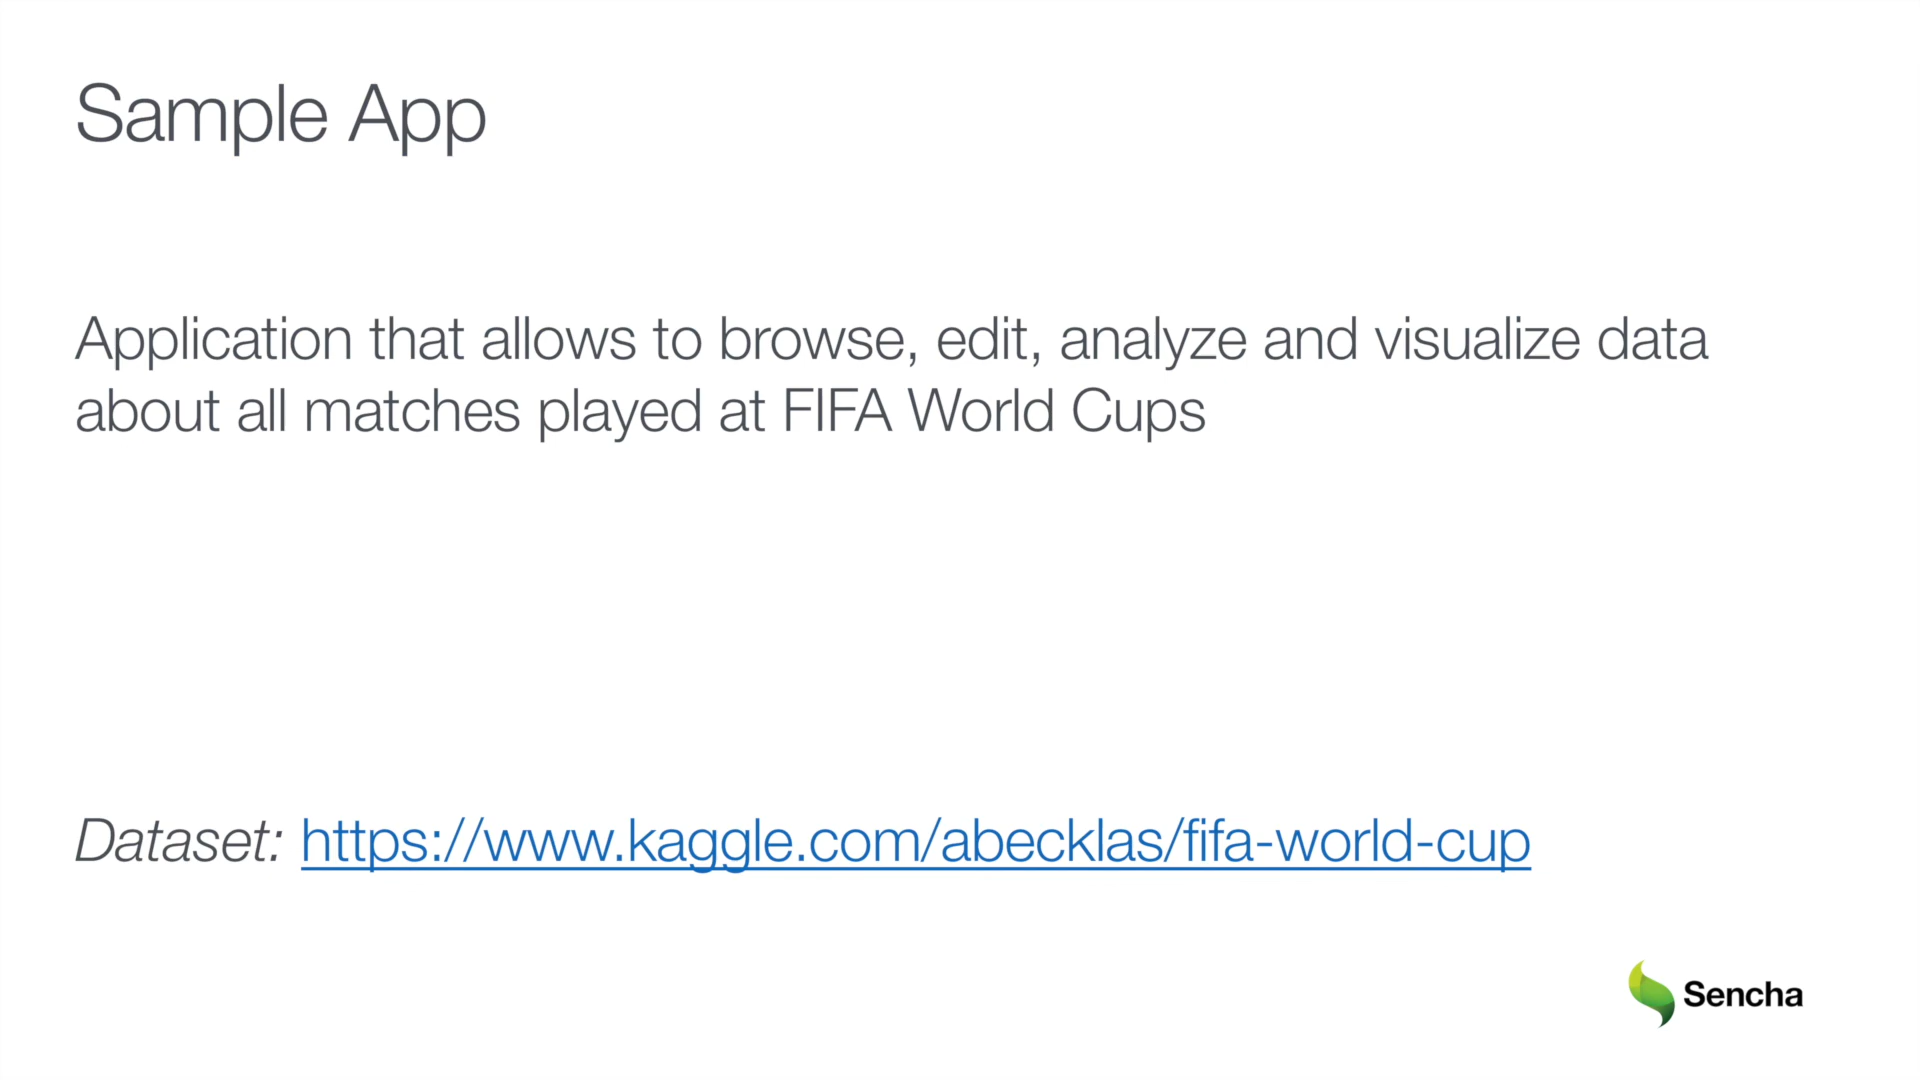 Sample App
Application that allows to browse, edit, analyze and visualize data
about all matches played at FIFA World Cups
Dataset: https://www.kaggle.com/abecklas/fifa-world-cup
Sencha